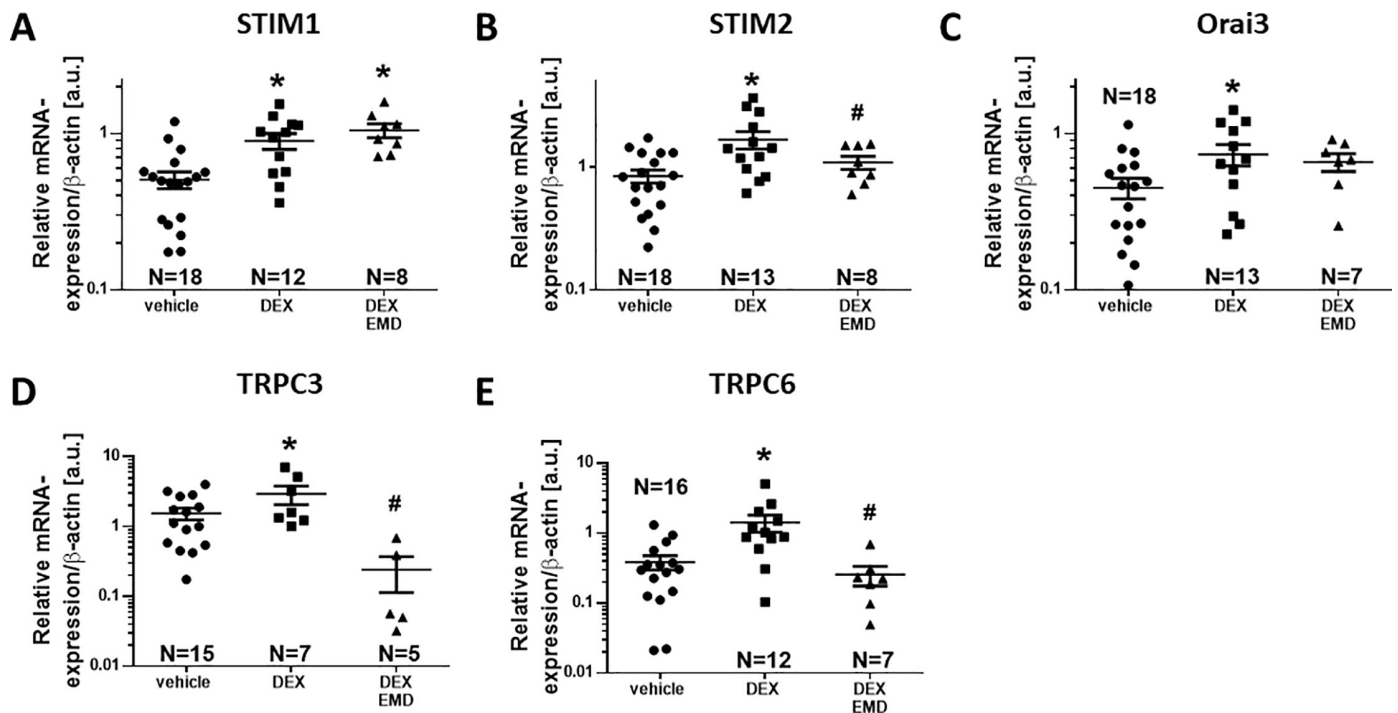 A
STIM1
Relative mRNA-
expression/β-actin [a.u.]
1
0.1
*
*
N=18
N=12
N=8
vehicle
DEX
DEX
EMD
B
STIM2
Relative mRNA-
expression/β-actin [a.u.]
1
0.1
*
#
N=18
N=13
N=8
vehicle
DEX
DEX
EMD
C
Orai3
Relative mRNA-
expression/β-actin [a.u.]
1
0.1
N=18
*
N=13
N=7
vehicle
DEX
DEX
EMD
D
TRPC3
Relative mRNA-
expression/β-actin [a.u.]
10
1
0.1
0.01
*
#
N=15
N=7
N=5
vehicle
DEX
DEX
EMD
E
TRPC6
Relative mRNA-
expression/β-actin [a.u.]
10
1
0.1
0.01
N=16
*
#
N=12
N=7
vehicle
DEX
DEX
EMD